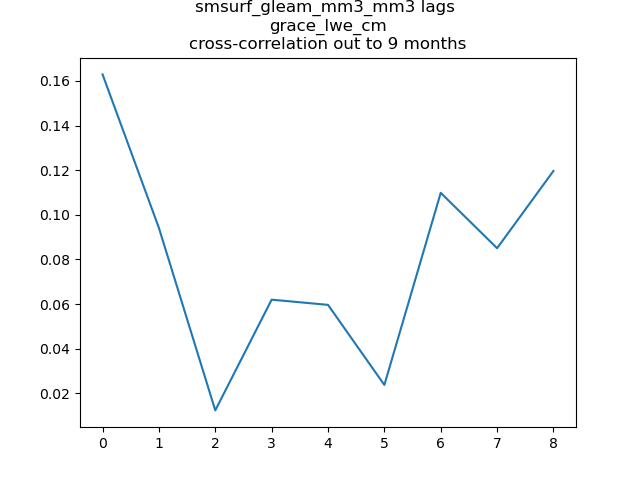 smsurf_gleam_mm3_mm3 lags
grace_lwe_cm
cross-correlation out to 9 months
0.16
0.14
0.12
0.10
0.08
0.06
0.04
0.02
0 1 2 3 4 5 6 7 8